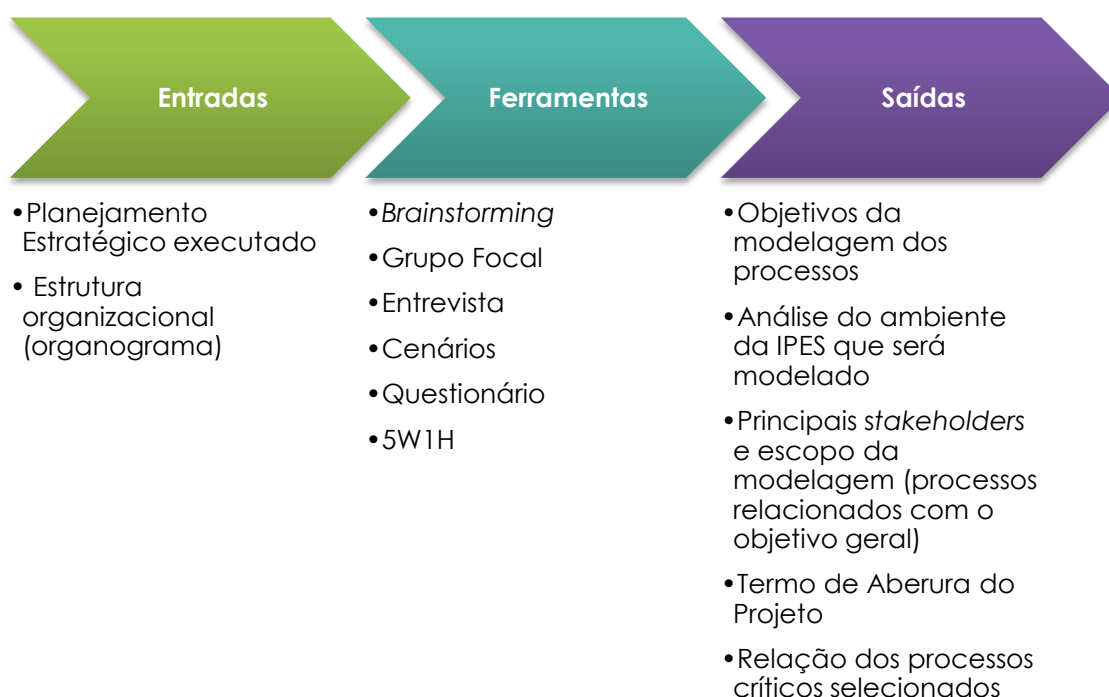 Entradas
•Planejamento
Estratégico executado
• Estrutura
organizacional
(organograma)
Ferramentas
•Brainstorming
•Grupo Focal
•Entrevista
•Cenários
•Questionário
•5W1H
Saídas
•Objetivos da
modelagem dos
processos
•Análise do ambiente
da IPES que será
modelado
•Principais stakeholders
e escopo da
modelagem (processos
relacionados com o
objetivo geral)
•Termo de Aberura do
Projeto
•Relação dos processos
críticos selecionados